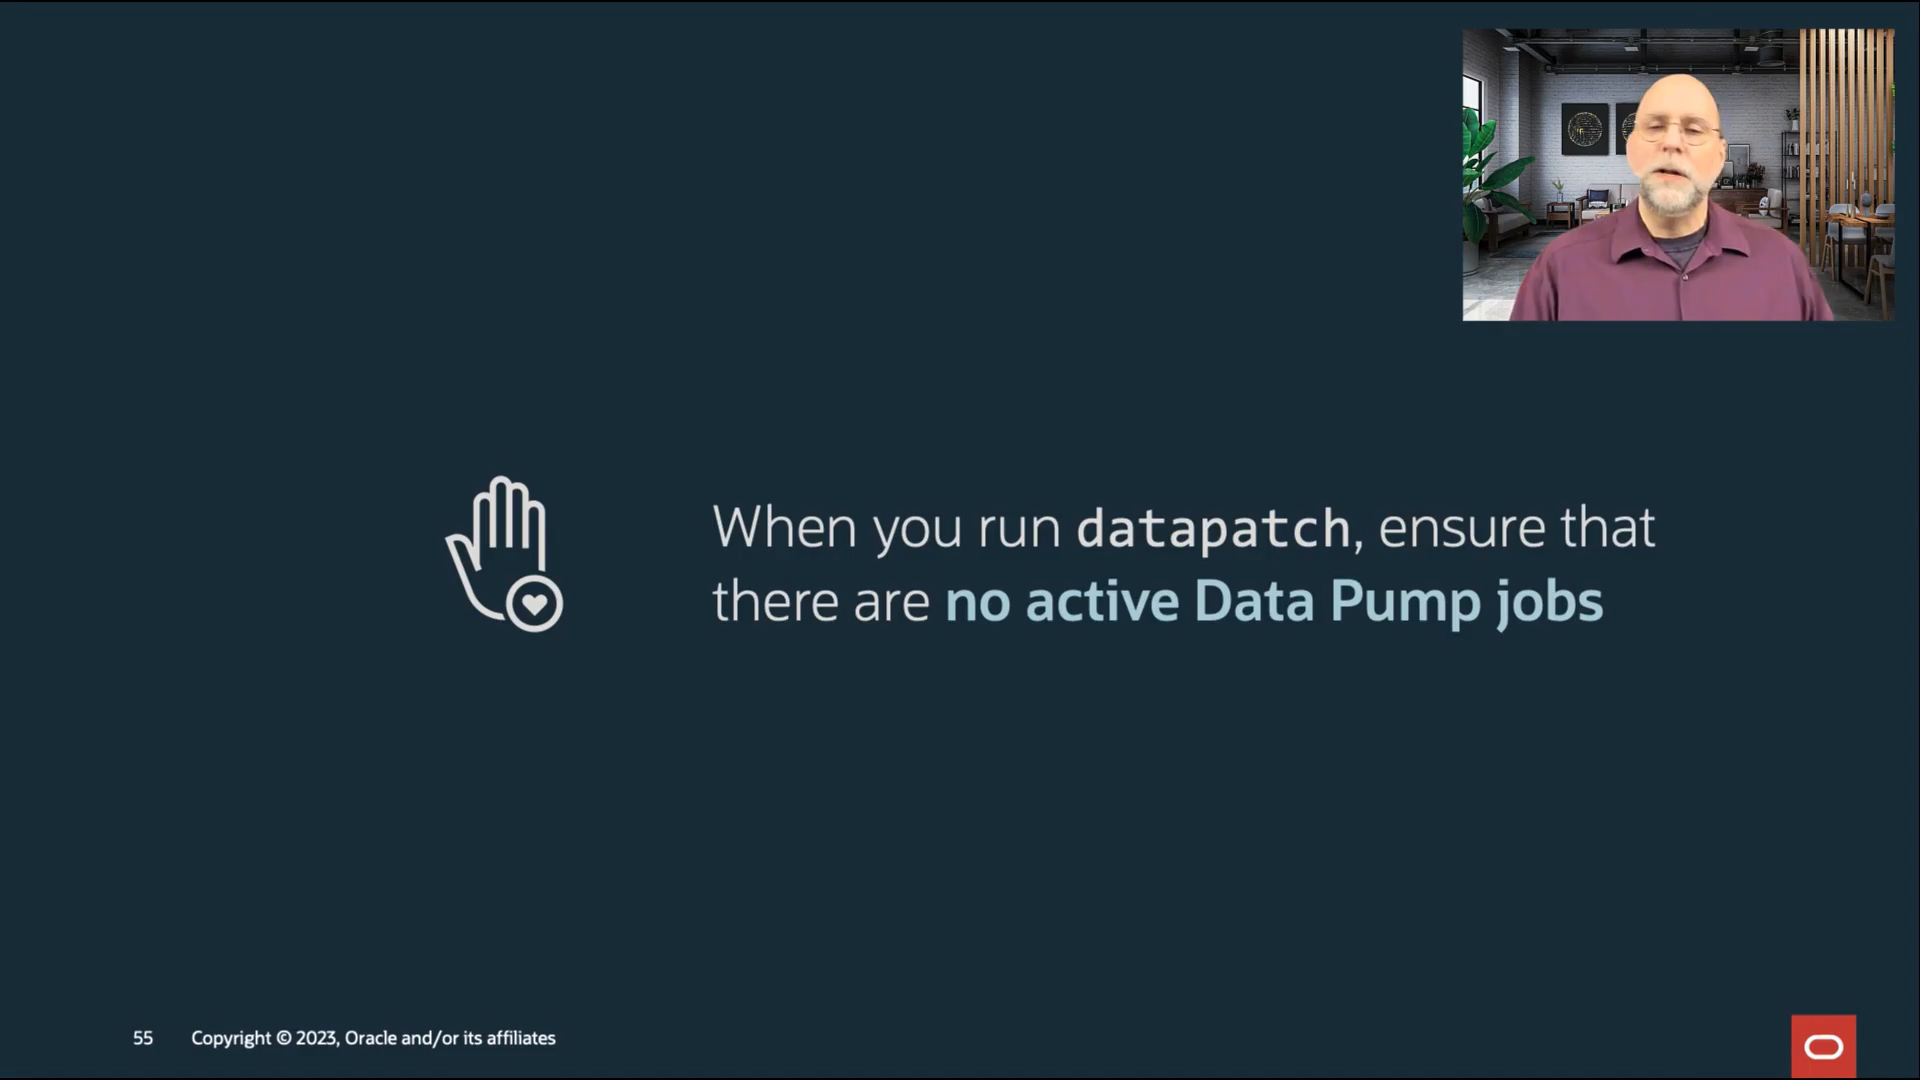 When you run datapatch, ensure that
there are no active Data Pump jobs
55 Copyright © 2023, Oracle and/or its affiliates